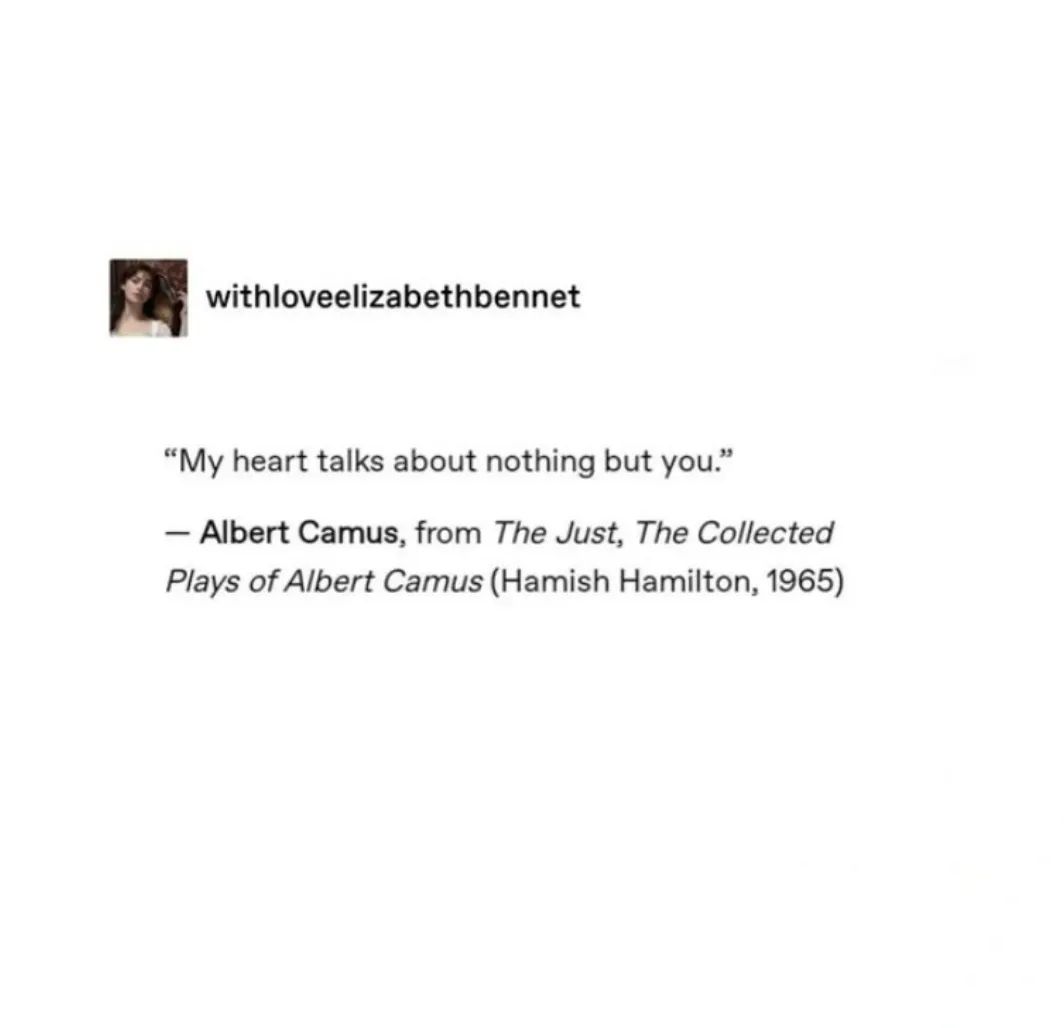 withloveelizabethbennet
“My heart talks about nothing but you.”
— Albert Camus, from The Just, The Collected
Plays of Albert Camus (Hamish Hamilton, 1965)